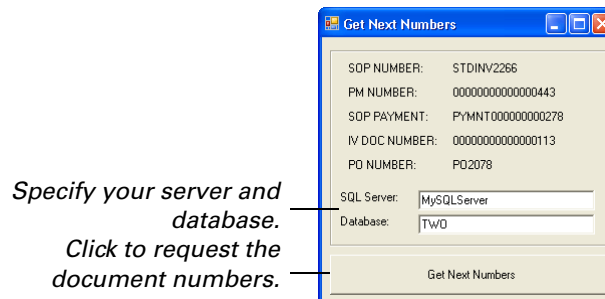 Get Next Numbers
SOP NUMBER: STDINV2266
PM NUMBER: 00000000000000443
SOP PAYMENT: PYMNT000000000278
IV DOC NUMBER: 00000000000000113
PO NUMBER: PO2078
Specify your server and
database.
SQL Server: MySQLServer
Database: TWO
Click to request the
document numbers.
Get Next Numbers